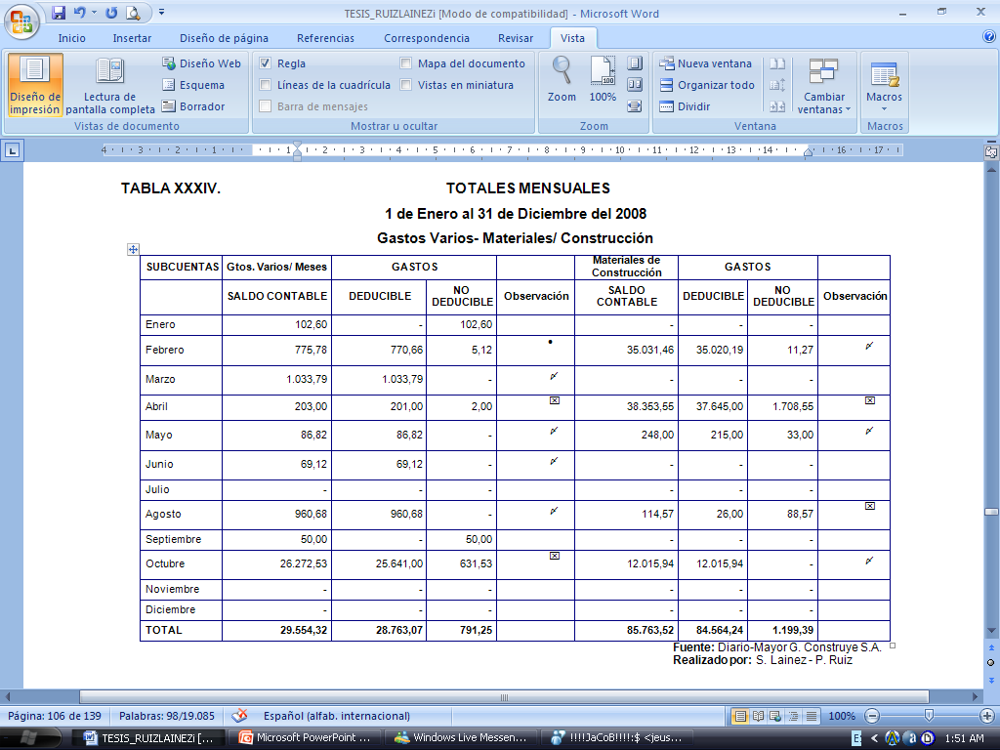 TESIS_RUIZLAINEZi [Modo de compatibilidad] - Microsoft Word
Inicio Insertar Diseño de página Referencias Correspondencia Revisar Vista
Diseño de impresión
Lectura de pantalla completa
Diseño Web
Esquema
Borrador
Vistas de documento
Regla
Líneas de la cuadrícula
Barra de mensajes
Mapa del documento
Vistas en miniatura
Mostrar u ocultar
Zoom
100%
Zoom
Nueva ventana
Organizar todo
Dividir
Cambiar ventanas
Ventana
Macros
Macros
4 3 2 1 1 2 3 4 5 6 7 8 9 10 11 12 13 14 16 17
TABLA XXXIV. TOTALES MENSUALES
1 de Enero al 31 de Diciembre del 2008
Gastos Varios- Materiales/ Construcción
SUBCUENTAS Gtos. Varios/ Meses GASTOS Materiales de Construcción GASTOS
SALDO CONTABLE DEDUCIBLE NO DEDUCIBLE Observación SALDO CONTABLE DEDUCIBLE NO DEDUCIBLE Observación
Enero 102,60 - 102,60 - - -
Febrero 775,78 770,66 5,12 35.031,46 35.020,19 11,27
Marzo 1.033,79 1.033,79 - - - -
Abril 203,00 201,00 2,00 38.353,55 37.645,00 1.708,55
Mayo 86,82 86,82 - 248,00 215,00 33,00
Junio 69,12 69,12 - - - -
Julio - - - - - -
Agosto 960,68 960,68 - 114,57 26,00 88,57
Septiembre 50,00 - 50,00 - - -
Octubre 26.272,53 25.641,00 631,53 12.015,94 12.015,94 -
Noviembre - - - - - -
Diciembre - - - - - -
TOTAL 29.554,32 28.763,07 791,25 85.763,52 84.564,24 1.199,39
Fuente: Diario-Mayor G. Construye S.A.
Realizado por: S. Lainez - P. Ruiz
Página: 106 de 139 Palabras: 98/19.085 Español (alfab. internacional) 100%
TESIS_RUIZLAINEZi [... Microsoft PowerPoint ... Windows Live Messen... !!!!JaCoB!!!!:$ <jeus... E 1:51 AM